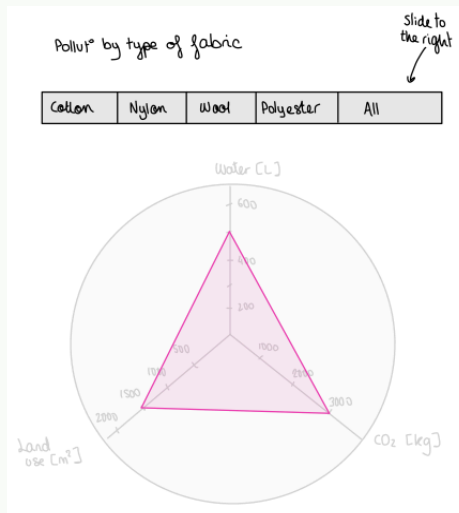 Pollut° by type of fabric
Slide to
the right
Cotton Nylon Wool Polyester All
Water [L]
600
400
200
500
1000
1500
2000
1000
2000
3000
Land
use [m²]
CO₂ [kg]